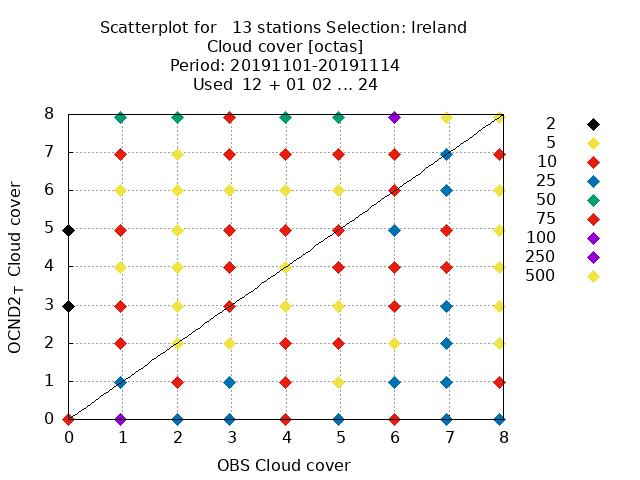 Scatterplot for   13 stations Selection: Ireland
Cloud cover [octas]
Period: 20191101-20191114
Used  12 + 01 02 ... 24
8
7
6
5
4
3
2
1
0
OCND2T Cloud cover
0 1 2 3 4 5 6 7 8
OBS Cloud cover
2
5
10
25
50
75
100
250
500